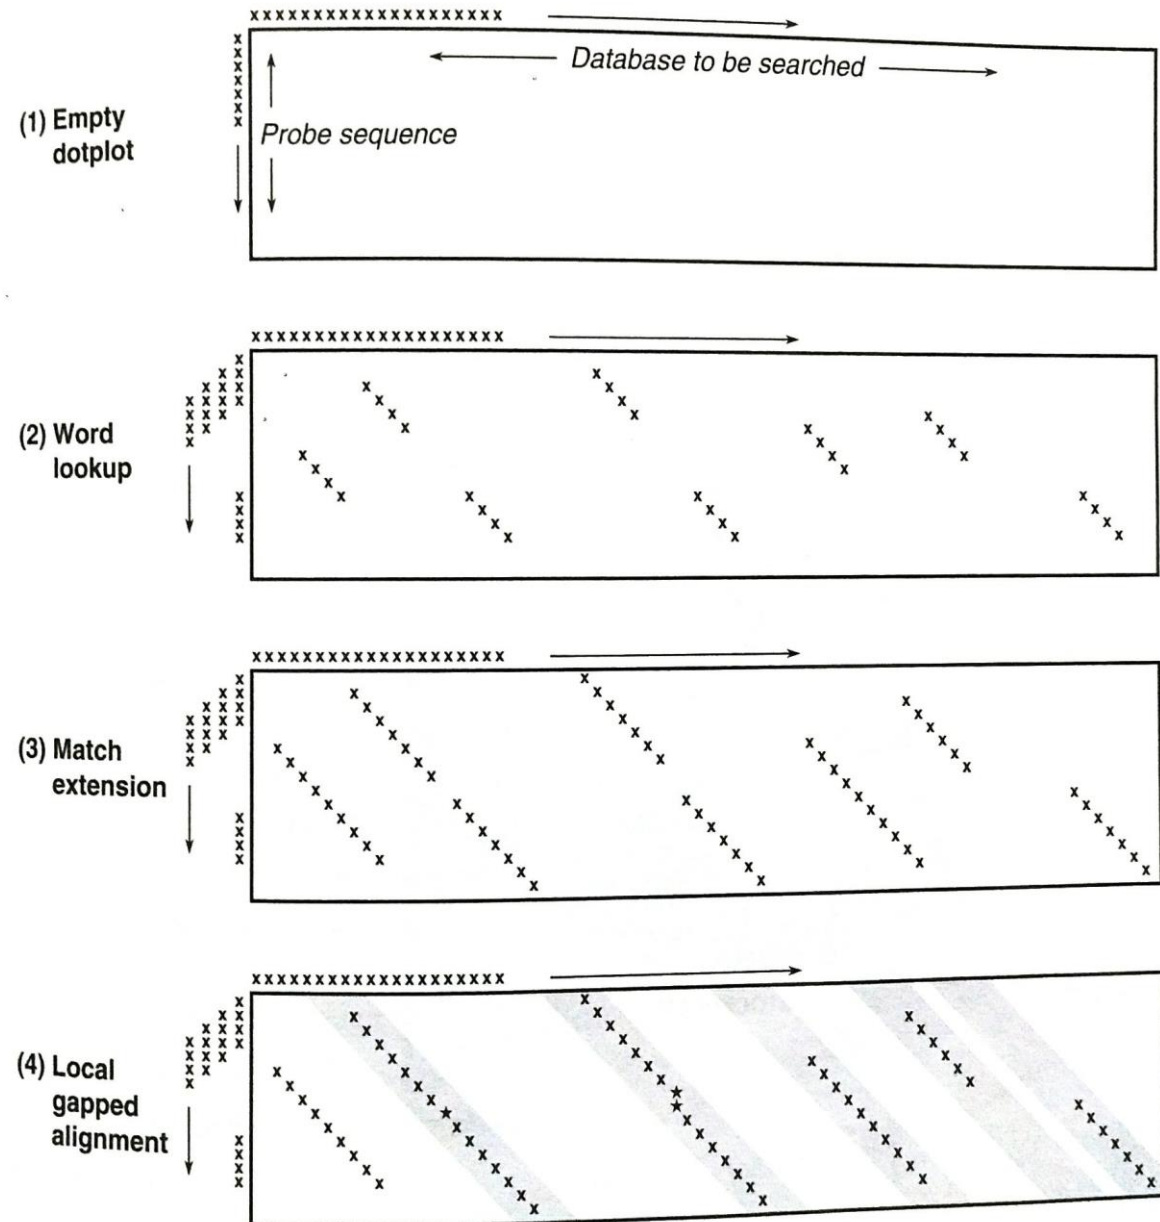 xxxxxxxxxxxxxxxxxxxx
Database to be searched
(1) Empty
dotplot
Probe sequence
(2) Word
lookup
(3) Match
extension
(4) Local
gapped
alignment